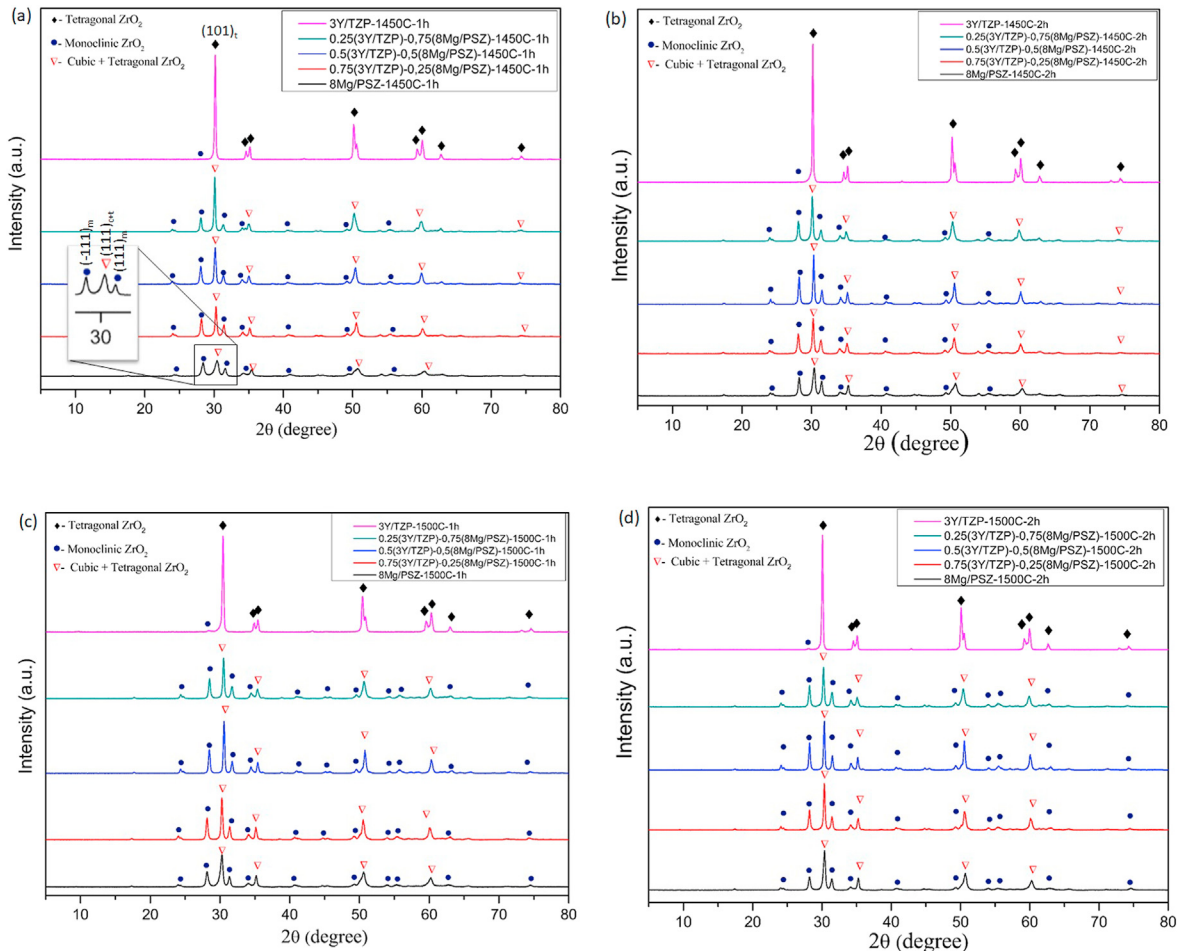 (a)
♦- Tetragonal ZrO2
●- Monoclinic ZrO2
▽- Cubic + Tetragonal ZrO2
(101)t
3Y/TZP-1450C-1h
0.25(3Y/TZP)-0,75(8Mg/PSZ)-1450C-1h
0.5(3Y/TZP)-0,5(8Mg/PSZ)-1450C-1h
0.75(3Y/TZP)-0,25(8Mg/PSZ)-1450C-1h
8Mg/PSZ-1450C-1h
Intensity (a.u.)
(-111)m
(111)c+t
(111)m
30
10 20 30 40 50 60 70 80
2θ (degree)
(b)
♦- Tetragonal ZrO2
●- Monoclinic ZrO2
▽- Cubic + Tetragonal ZrO2
3Y/TZP-1450C-2h
0.25(3Y/TZP)-0,75(8Mg/PSZ)-1450C-2h
0.5(3Y/TZP)-0,5(8Mg/PSZ)-1450C-2h
0.75(3Y/TZP)-0,25(8Mg/PSZ)-1450C-2h
8Mg/PSZ-1450C-2h
Intensity (a.u.)
10 20 30 40 50 60 70 80
2θ (degree)
(c)
♦- Tetragonal ZrO2
●- Monoclinic ZrO2
▽- Cubic + Tetragonal ZrO2
3Y/TZP-1500C-1h
0.25(3Y/TZP)-0,75(8Mg/PSZ)-1500C-1h
0.5(3Y/TZP)-0,5(8Mg/PSZ)-1500C-1h
0.75(3Y/TZP)-0,25(8Mg/PSZ)-1500C-1h
8Mg/PSZ-1500C-1h
Intensity (a.u.)
10 20 30 40 50 60 70 80
2θ (degree)
(d)
♦- Tetragonal ZrO2
●- Monoclinic ZrO2
▽- Cubic + Tetragonal ZrO2
3Y/TZP-1500C-2h
0.25(3Y/TZP)-0,75(8Mg/PSZ)-1500C-2h
0.5(3Y/TZP)-0,5(8Mg/PSZ)-1500C-2h
0.75(3Y/TZP)-0,25(8Mg/PSZ)-1500C-2h
8Mg/PSZ-1500C-2h
Intensity (a.u.)
10 20 30 40 50 60 70 80
2θ (degree)